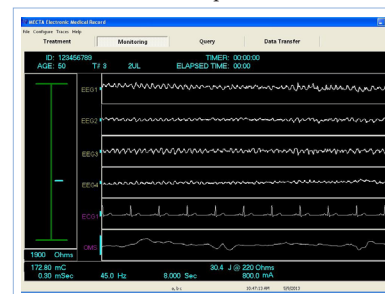 MECTA Electronic Medical Record
File Configure Traces Help
Treatment Monitoring Query Data Transfer
ID: 123456789 TIMER: 00:00:00
AGE: 50 T# 3 2UL ELAPSED TIME: 00:00
EEG1
EEG2
EEG3
EEG4
ECG1
OMS
1900 Ohms
172.80 mC 30.4 J@ 220 Ohms
0.30 mSec 45.0 Hz 8.000 Sec 800.0 mA
10:47:13 AM